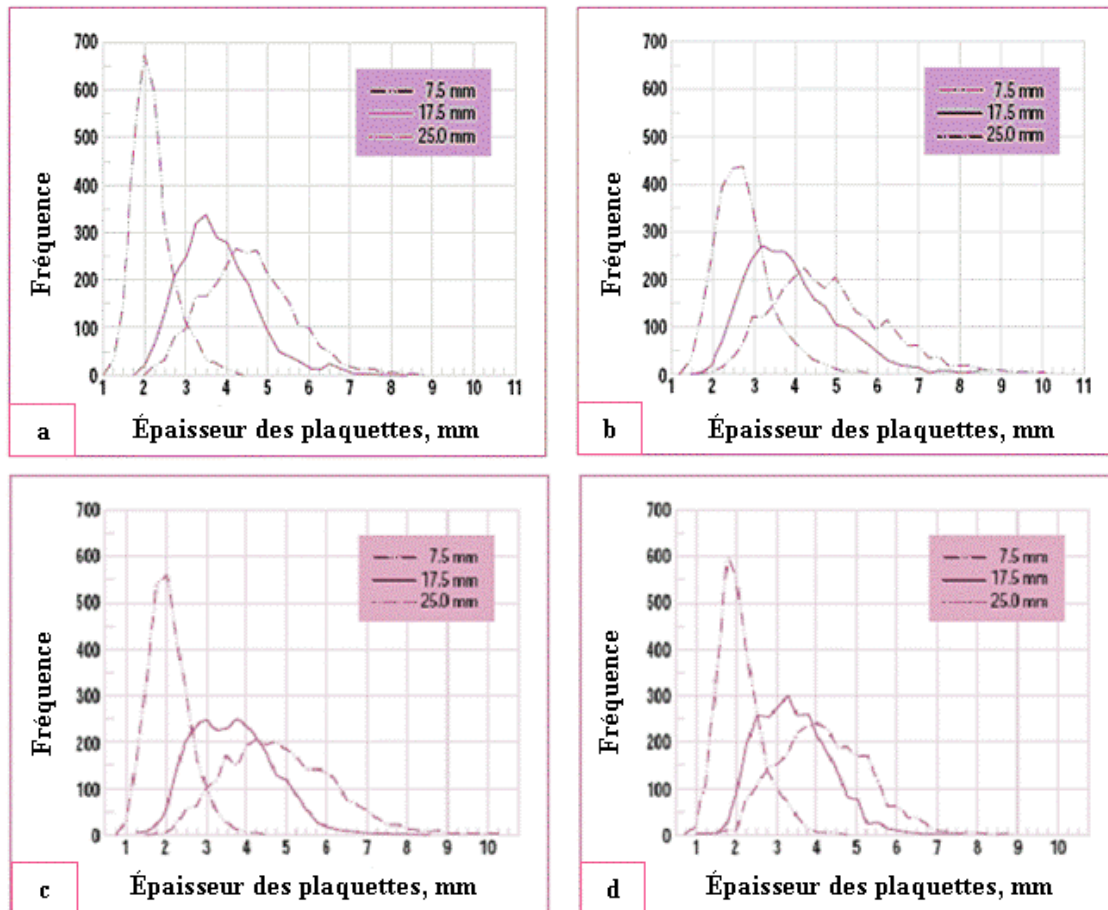 700
600
500
400
300
200
100
0
Fréquence
7.5 mm
17.5 mm
25.0 mm
1 2 3 4 5 6 7 8 9 10 11
a
Épaisseur des plaquettes, mm
700
600
500
400
300
200
100
0
Fréquence
7.5 mm
17.5 mm
25.0 mm
1 2 3 4 5 6 7 8 9 10 11
b
Épaisseur des plaquettes, mm
700
600
500
400
300
200
100
0
Fréquence
7.5 mm
17.5 mm
25.0 mm
1 2 3 4 5 6 7 8 9 10
c
Épaisseur des plaquettes, mm
700
600
500
400
300
200
100
0
Fréquence
7.5 mm
17.5 mm
25.0 mm
1 2 3 4 5 6 7 8 9 10
d
Épaisseur des plaquettes, mm